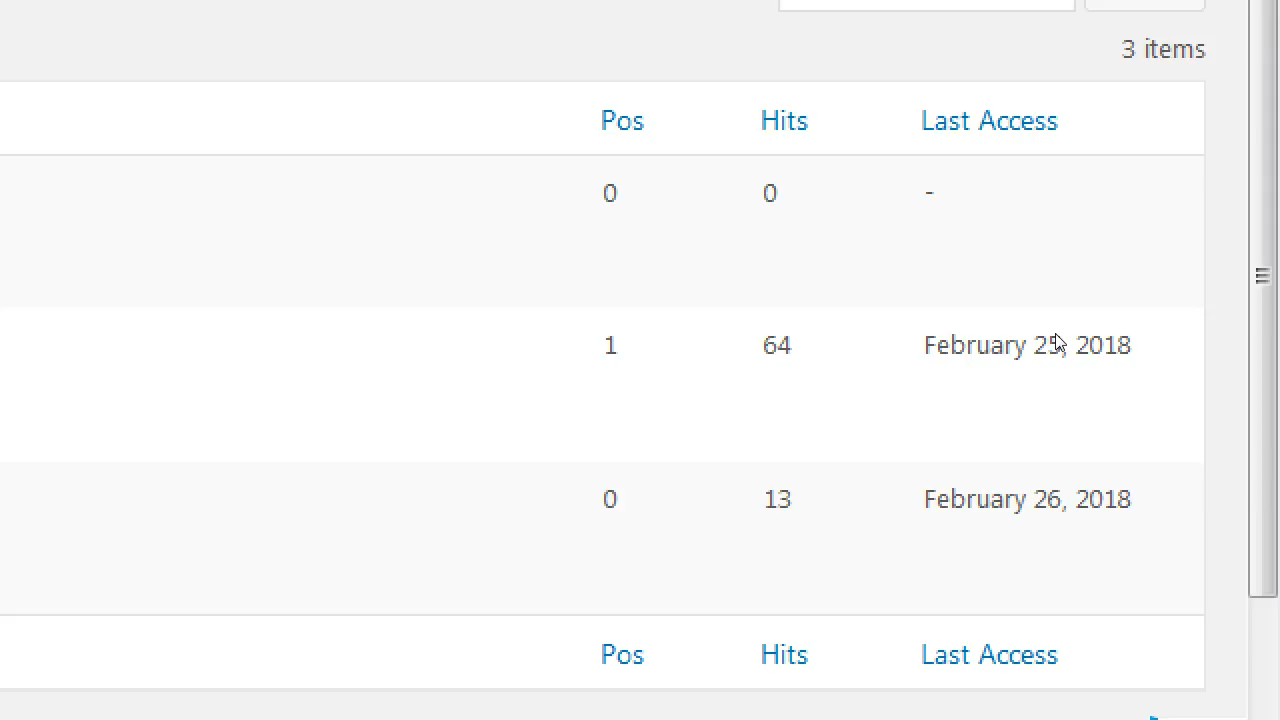 3 items
Pos Hits Last Access
0 0 -
1 64 February 25, 2018
0 13 February 26, 2018
Pos Hits Last Access